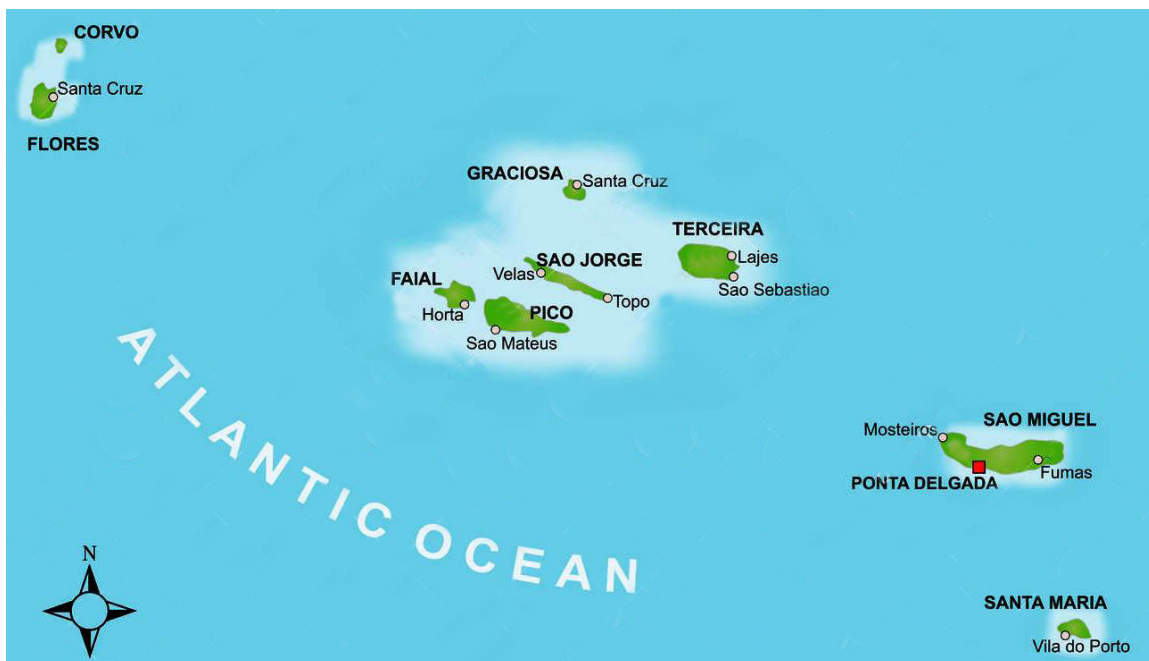 CORVO
Santa Cruz
FLORES
GRACIOSA
Santa Cruz
TERCEIRA
Lajes
Sao Sebastiao
SAO JORGE
Velas
Topo
FAIAL
Horta
PICO
Sao Mateus
ATLANTIC OCEAN
SAO MIGUEL
Mosteiros
Fumas
PONTA DELGADA
SANTA MARIA
Vila do Porto
N